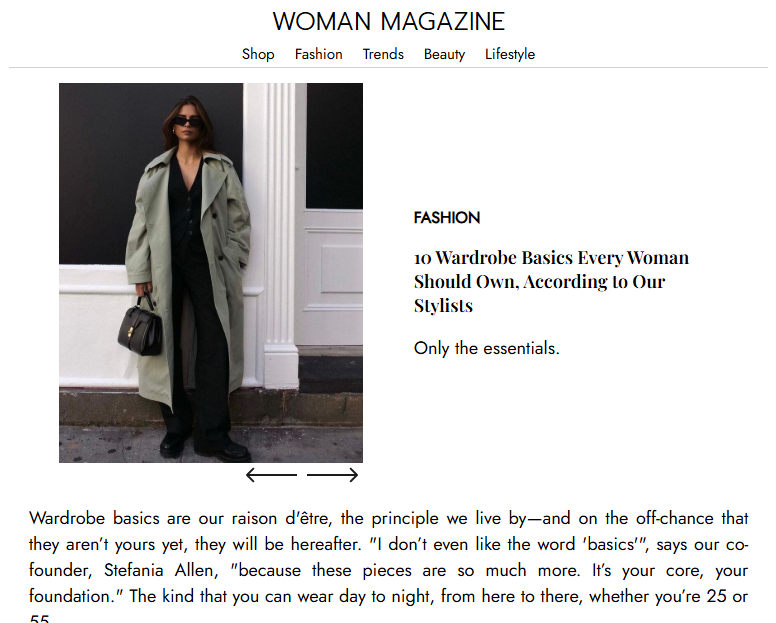 WOMAN MAGAZINE
Shop Fashion Trends Beauty Lifestyle
FASHION
10 Wardrobe Basics Every Woman
Should Own, According to Our
Stylists
Only the essentials.
Wardrobe basics are our raison d'être, the principle we live by—and on the off-chance that
they aren’t yours yet, they will be hereafter. "I don’t even like the word 'basics'", says our co-
founder, Stefania Allen, "because these pieces are so much more. It’s your core, your
foundation." The kind that you can wear day to night, from here to there, whether you’re 25 or
55